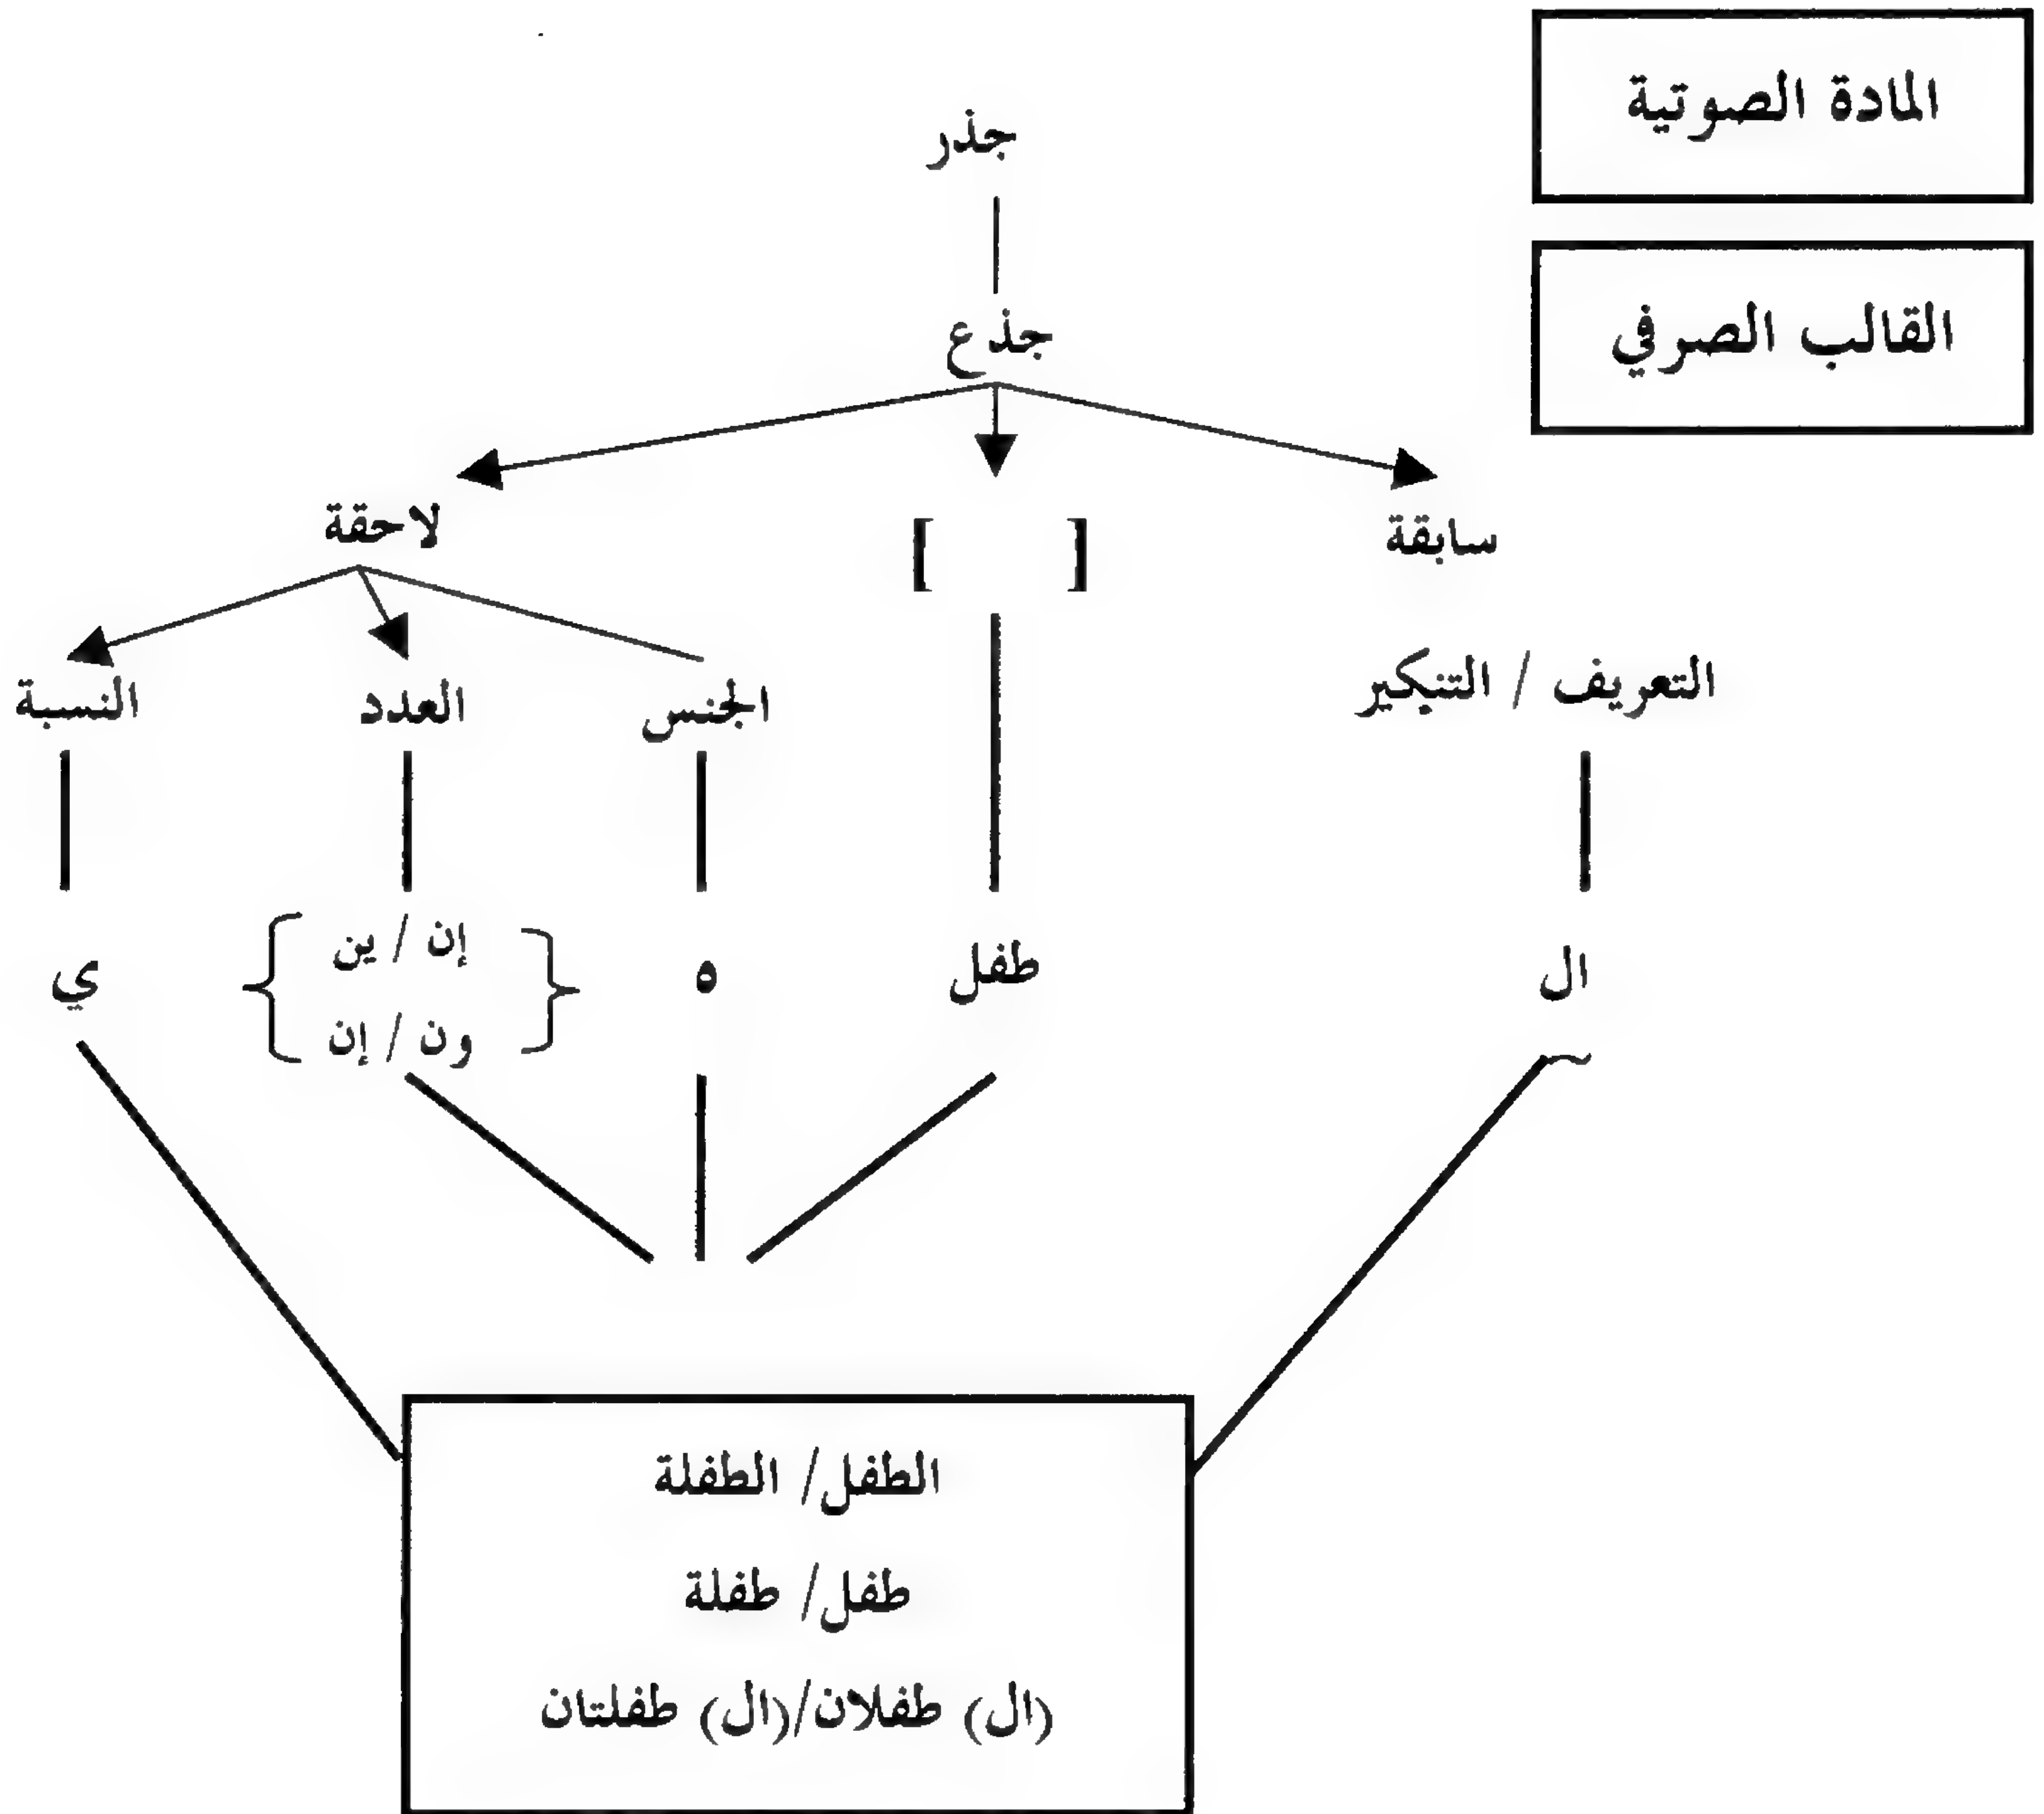 المادة الصوتية
جذر
القالب الصرفي
جذع
سابقة [ ] لاحقة
التعريف / التنكير الجنس العدد النسبة
ال طفل ه { إن / ين ي
ون / إن }
~
الطفل/ الطفلة
طفل/ طفلة
(ال) طفلان/(ال) طفلتان